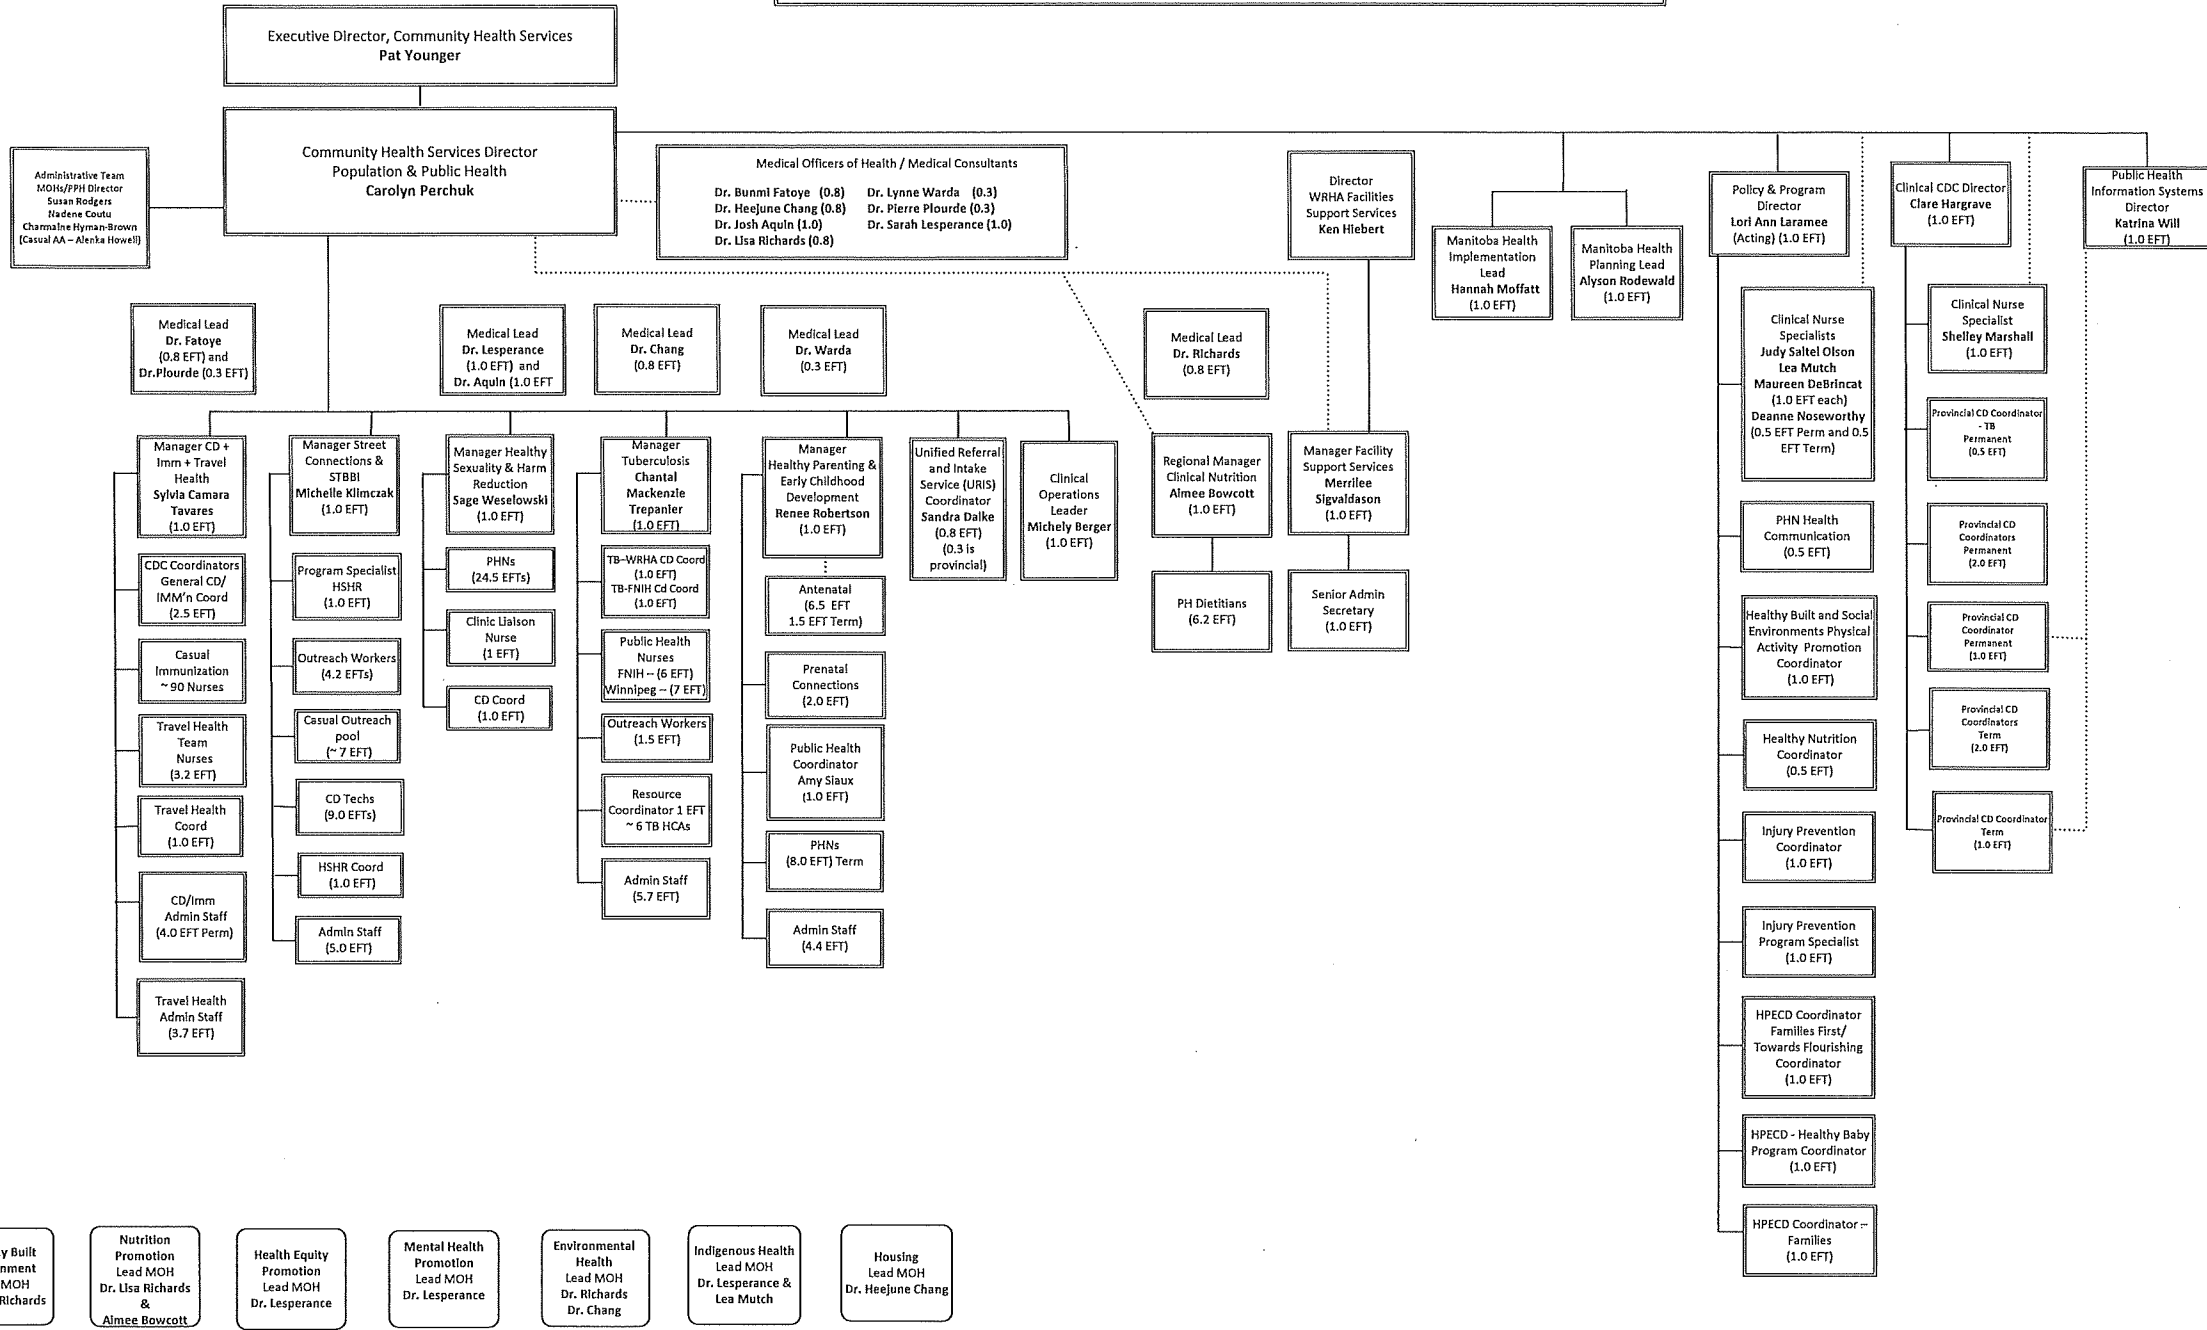 Executive Director, Community Health Services
Pat Younger
Community Health Services Director
Population & Public Health
Carolyn Perchuk
Administrative Team
MOHs/PPH Director
Susan Rodgers
Nadene Coutu
Charmaine Hyman-Brown
(Casual AA – Alenka Howell)
Medical Officers of Health / Medical Consultants
Dr. Bunmi Fatoye (0.8) Dr. Lynne Warda (0.3)
Dr. Heejune Chang (0.8) Dr. Pierre Plourde (0.3)
Dr. Josh Aquin (1.0) Dr. Sarah Lesperance (1.0)
Dr. Lisa Richards (0.8)
Director
WRHA Facilities
Support Services
Ken Hiebert
Manitoba Health
Implementation
Lead
Hannah Moffatt
(1.0 EFT)
Manitoba Health
Planning Lead
Alyson Rodewald
(1.0 EFT)
Policy & Program
Director
Lori Ann Laramee
(Acting) (1.0 EFT)
Clinical CDC Director
Clare Hargrave
(1.0 EFT)
Public Health
Information Systems
Director
Katrina Will
(1.0 EFT)
Medical Lead
Dr. Fatoye
(0.8 EFT) and
Dr.Plourde (0.3 EFT)
Medical Lead
Dr. Lesperance
(1.0 EFT) and
Dr. Aquin (1.0 EFT
Medical Lead
Dr. Chang
(0.8 EFT)
Medical Lead
Dr. Warda
(0.3 EFT)
Medical Lead
Dr. Richards
(0.8 EFT)
Manager CD +
Imm + Travel
Health
Sylvia Camara
Tavares
(1.0 EFT)
CDC Coordinators
General CD/
IMM'n Coord
(2.5 EFT)
Casual
Immunization
~ 90 Nurses
Travel Health
Team
Nurses
(3.2 EFT)
Travel Health
Coord
(1.0 EFT)
CD/Imm
Admin Staff
(4.0 EFT Perm)
Travel Health
Admin Staff
(3.7 EFT)
Manager Street
Connections &
STBBI
Michelle Klimczak
(1.0 EFT)
Program Specialist
HSHR
(1.0 EFT)
Outreach Workers
(4.2 EFTs)
Casual Outreach
pool
(~ 7 EFT)
CD Techs
(9.0 EFTs)
HSHR Coord
(1.0 EFT)
Admin Staff
(5.0 EFT)
Manager Healthy
Sexuality & Harm
Reduction
Sage Weselowski
(1.0 EFT)
PHNs
(24.5 EFTs)
Clinic Liaison
Nurse
(1 EFT)
CD Coord
(1.0 EFT)
Manager
Tuberculosis
Chantal
Mackenzie
Trepanier
(1.0 EFT)
TB–WRHA CD Coord
(1.0 EFT)
TB-FNIH Cd Coord
(1.0 EFT)
Public Health
Nurses
FNIH – (6 EFT)
Winnipeg – (7 EFT)
Outreach Workers
(1.5 EFT)
Resource
Coordinator 1 EFT
~ 6 TB HCAs
Admin Staff
(5.7 EFT)
Manager
Healthy Parenting &
Early Childhood
Development
Renee Robertson
(1.0 EFT)
Antenatal
(6.5 EFT
1.5 EFT Term)
Prenatal
Connections
(2.0 EFT)
Public Health
Coordinator
Amy Siaux
(1.0 EFT)
PHNs
(8.0 EFT) Term
Admin Staff
(4.4 EFT)
Unified Referral
and Intake
Service (URIS)
Coordinator
Sandra Dalke
(0.8 EFT)
(0.3 is
provincial)
Clinical
Operations
Leader
Michely Berger
(1.0 EFT)
Regional Manager
Clinical Nutrition
Aimee Bowcott
(1.0 EFT)
PH Dietitians
(6.2 EFT)
Manager Facility
Support Services
Merrilee
Sigvaldason
(1.0 EFT)
Senior Admin
Secretary
(1.0 EFT)
Clinical Nurse
Specialists
Judy Saltel Olson
Lea Mutch
Maureen DeBrincat
(1.0 EFT each)
Deanne Noseworthy
(0.5 EFT Perm and 0.5
EFT Term)
PHN Health
Communication
(0.5 EFT)
Healthy Built and Social
Environments Physical
Activity Promotion
Coordinator
(1.0 EFT)
Healthy Nutrition
Coordinator
(0.5 EFT)
Injury Prevention
Coordinator
(1.0 EFT)
Injury Prevention
Program Specialist
(1.0 EFT)
HPECD Coordinator
Families First/
Towards Flourishing
Coordinator
(1.0 EFT)
HPECD - Healthy Baby
Program Coordinator
(1.0 EFT)
HPECD Coordinator –
Families
(1.0 EFT)
Clinical Nurse
Specialist
Shelley Marshall
(1.0 EFT)
Provincial CD Coordinator
- TB
Permanent
(0.5 EFT)
Provincial CD
Coordinators
Permanent
(2.0 EFT)
Provincial CD
Coordinator
Permanent
(1.0 EFT)
Provincial CD
Coordinators
Term
(2.0 EFT)
Provincial CD Coordinator
Term
(1.0 EFT)
y Built
nment
MOH
Richards
Nutrition
Promotion
Lead MOH
Dr. Lisa Richards
&
Aimee Bowcott
Health Equity
Promotion
Lead MOH
Dr. Lesperance
Mental Health
Promotion
Lead MOH
Dr. Lesperance
Environmental
Health
Lead MOH
Dr. Richards
Dr. Chang
Indigenous Health
Lead MOH
Dr. Lesperance &
Lea Mutch
Housing
Lead MOH
Dr. Heejune Chang